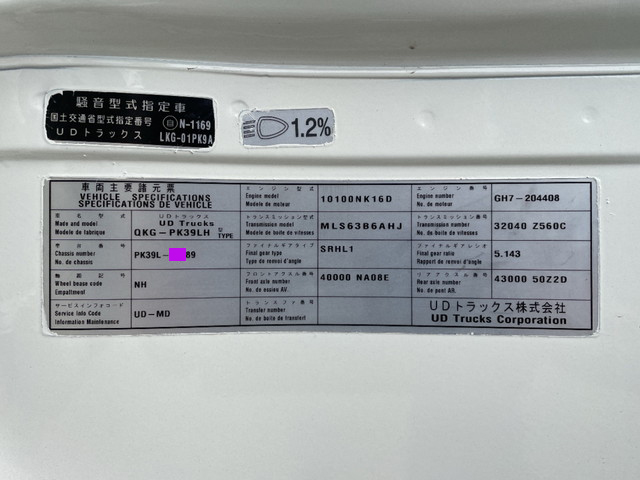 騒音型式指定車
国土交通省型式指定番号 自 N-1169
UDトラックス LKG-01PK9A
1.2%
車両主要諸元票
VEHICLE SPECIFICATIONS
SPECIFICATIONS DE VEHICLE
エンジン型式
Engine model
Modele de moteur
10100NK16D
エンジン番号
Engine number
No. de moteur
GH7-204408
車名型式
Make and model
Modele de fabrique
UDトラックス
UD Trucks
QKG-PK39LH U TYPE
トランスミッション型式
Transmission model
Modele de boite de vitesses
MLS63B6AHJ
トランスミッション番号
Transmission number
No. de boite de vitesses
32040 Z560C
車台番号
Chassis number
No. de chassis
PK39L- 89
ファイナルギアタイプ
Final gear type
Type de renvoi d'angle
SRHL1
ファイナルギアレシオ
Final gear ratio
Rapport de renvoi d'angle
5.143
軸距記号
Wheel basee code
Empattement
NH
フロントアクスル番号
Front axle number
No. de essieu AV.
40000 NA08E
リアアクスル番号
Rear axle number
No. de pont AR.
43000 50Z2D
サービスインフォコード
Service Info Code
Information Maintenance
UD-MD
トランスファ番号
Transfer number
No. de boite de transfert
UDトラックス株式会社
UD Trucks Corporation